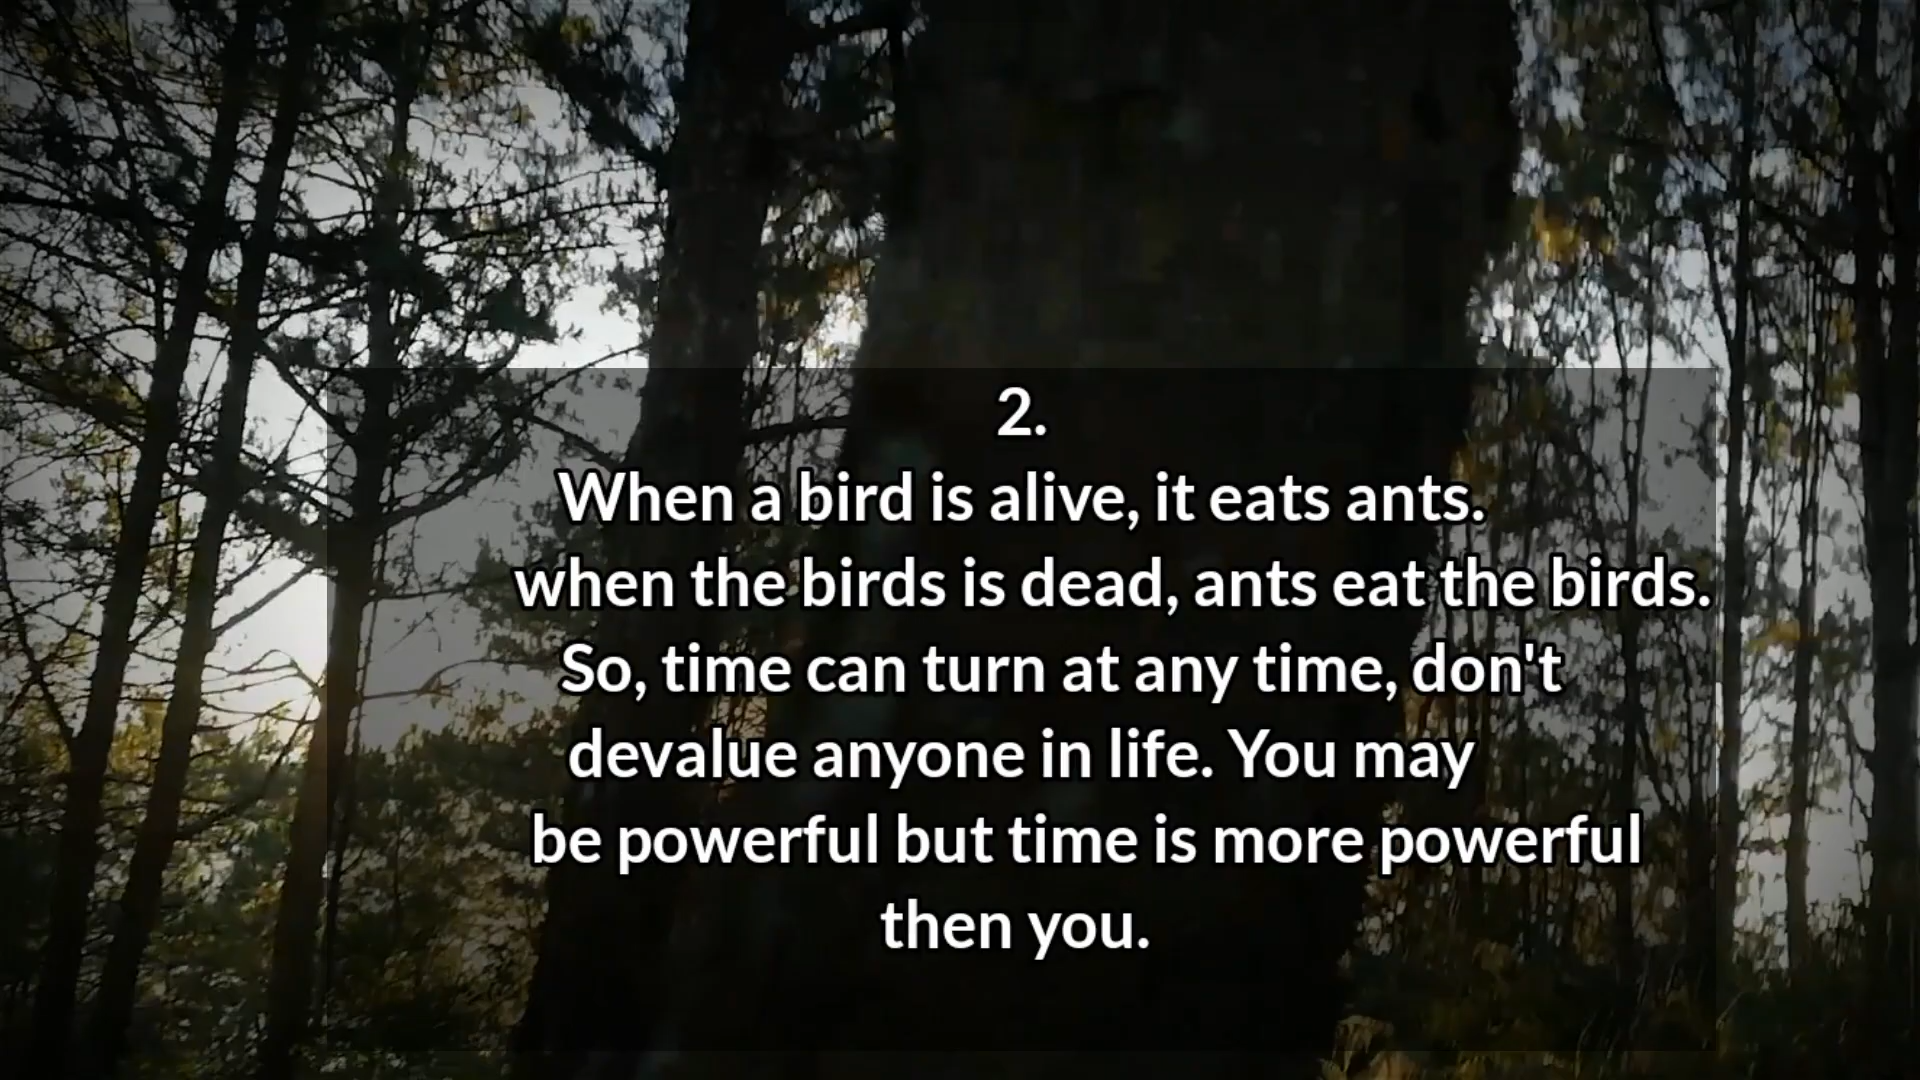 2.
When a bird is alive, it eats ants.
when the birds is dead, ants eat the birds.
So, time can turn at any time, don't
devalue anyone in life. You may
be powerful but time is more powerful
then you.